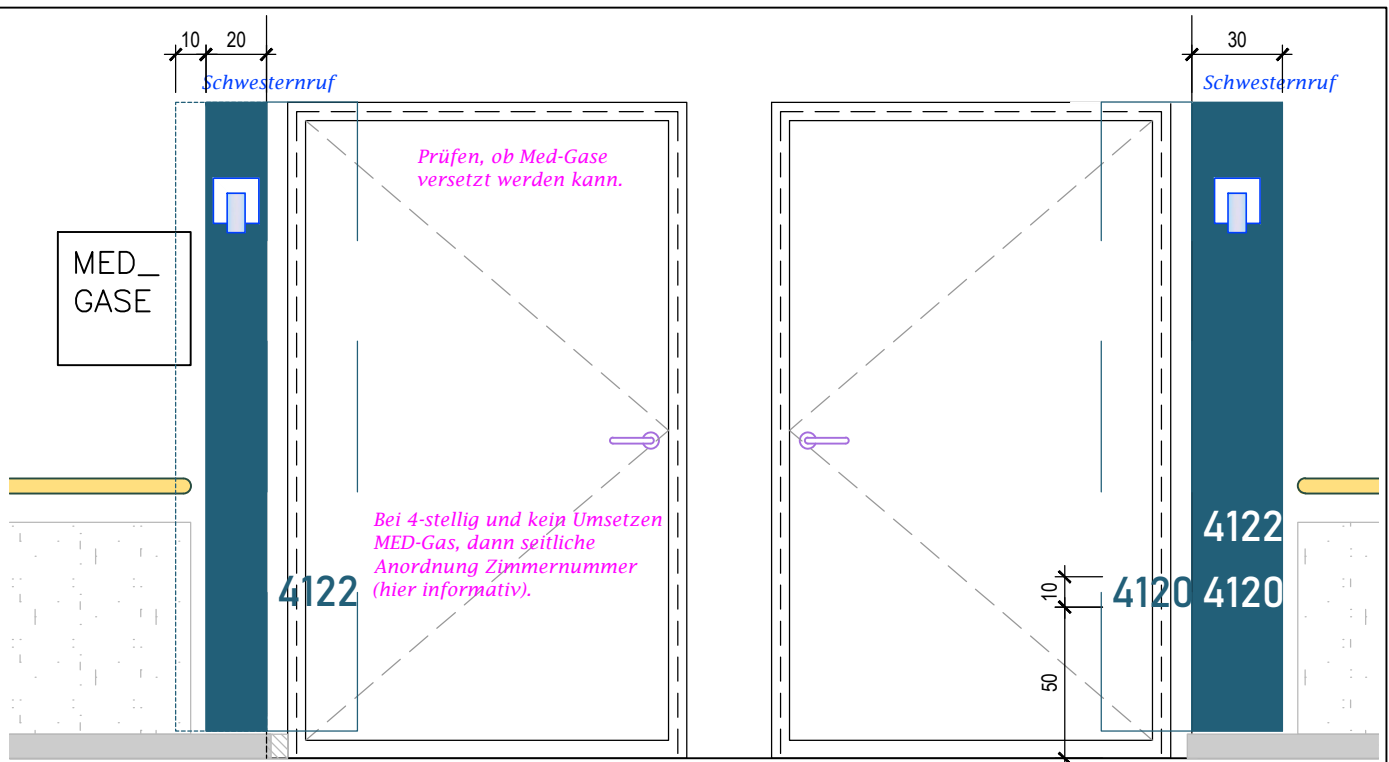 10 20
30
Schwesternruf
Schwesternruf
Prüfen, ob Med-Gase
versetzt werden kann.
MED_
GASE
Bei 4-stellig und kein Umsetzen
MED-Gas, dann seitliche
Anordnung Zimmernummer
(hier informativ).
4122
4122
10
4120
4120
50